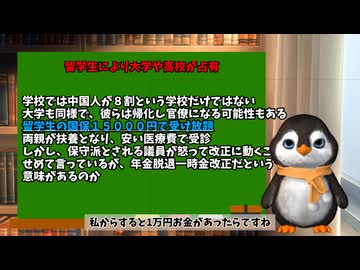 留学生により大学や高校が占有
学校では中国人が8割という学校だけではない
大学も同様で、彼らは帰化し官僚になる可能性もある
留学生の国保15000円で受け放題
両親が扶養となり、安い医療費で受診
しかし、保守派とされる議員が怒って改正に動くこ
せめて言っているが、年金脱退一時金改正だという
意味があるのか
私からすると1万円お金があったらですね